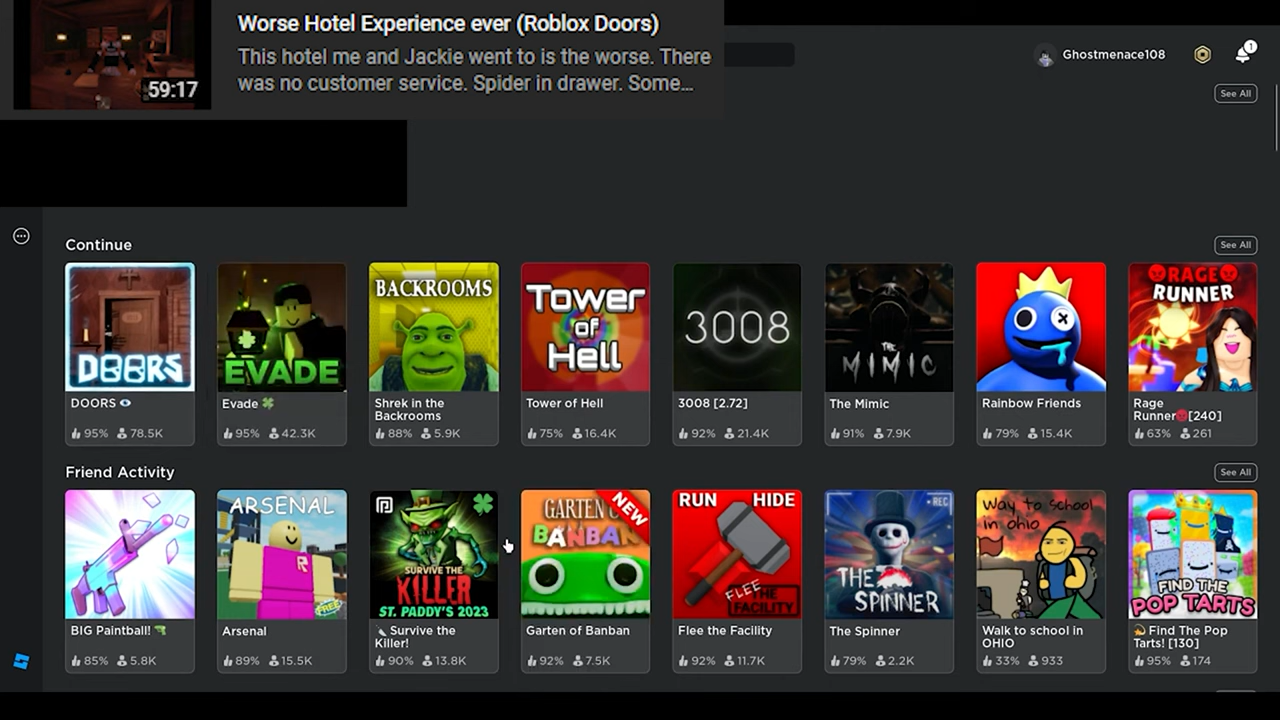 Worse Hotel Experience ever (Roblox Doors)
This hotel me and Jackie went to is the worse. There
was no customer service. Spider in drawer. Some...
59:17
Ghostmenace108
1
See All
Continue
See All
DOORS
EVADE
BACKROOMS
Tower
of
Hell
3008
THE
MIMIC
RAGE
RUNNER
DOORS
Evade
Shrek in the
Backrooms
Tower of Hell
3008 [2.72]
The Mimic
Rainbow Friends
Rage
Runner [240]
95% 78.5K
95% 42.3K
88% 5.9K
75% 16.4K
92% 21.4K
91% 7.9K
79% 15.4K
63% 261
Friend Activity
See All
ARSENAL
R
FREE
SURVIVE THE
KILLER
ST. PADDY'S 2023
GARTEN OF
BANBAN
NEW
RUN HIDE
FLEE THE
FACILITY
REC
THE
SPINNER
Way to school
in ohio
FIND THE
POP TARTS
BIG Paintball!
Arsenal
Survive the
Killer!
Garten of Banban
Flee the Facility
The Spinner
Walk to school in
OHIO
Find The Pop
Tarts! [130]
85% 5.8K
89% 15.5K
90% 13.8K
92% 7.5K
92% 11.7K
79% 2.2K
33% 933
95% 174